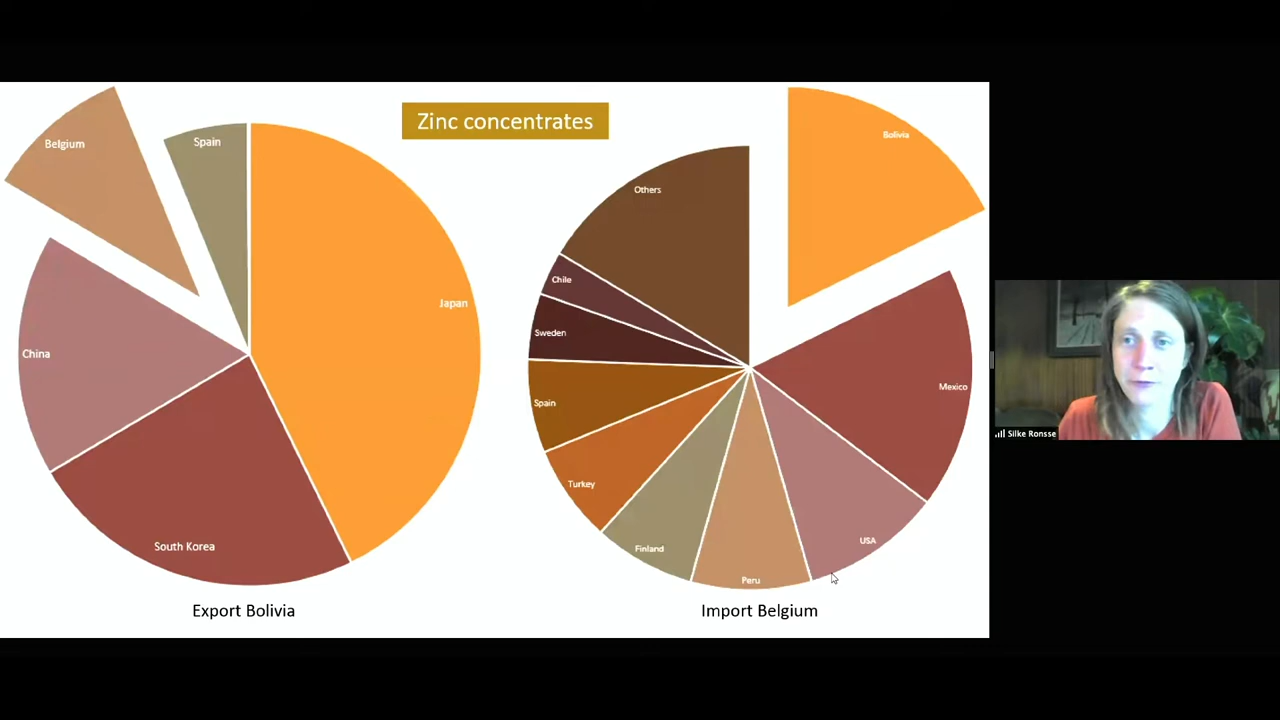 Zinc concentrates
Belgium
Spain
Japan
China
South Korea
Export Bolivia
Bolivia
Others
Chile
Sweden
Spain
Turkey
Finland
Peru
USA
Mexico
Import Belgium
Silke Ronsse